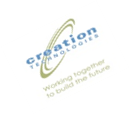 creation
TECHNOLOGIES
Working together
to build the future